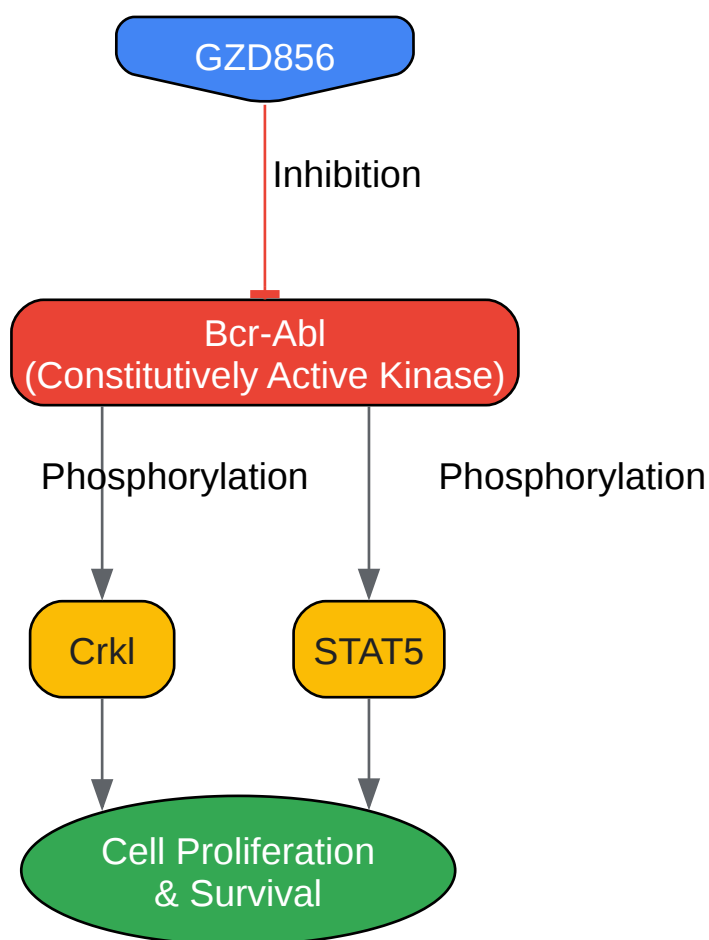 GZD856
Inhibition
Bcr-Abl
(Constitutively Active Kinase)
Phosphorylation
Phosphorylation
Crkl
STAT5
Cell Proliferation
& Survival